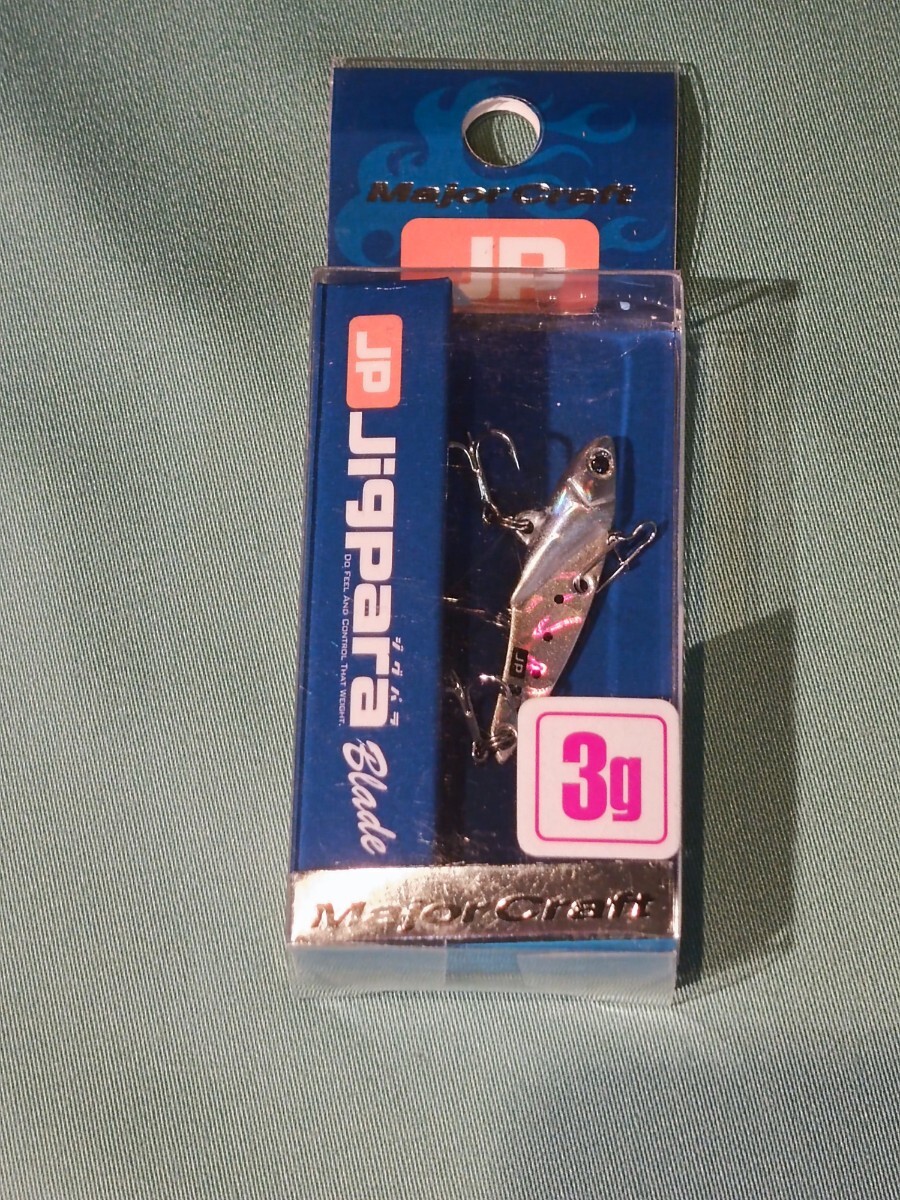 Major Craft
JP
JP
Jigpara
ジグパラ
DO FEEL AND CONTROL THAT WEIGHT.
Blade
JP
3g
Major Craft